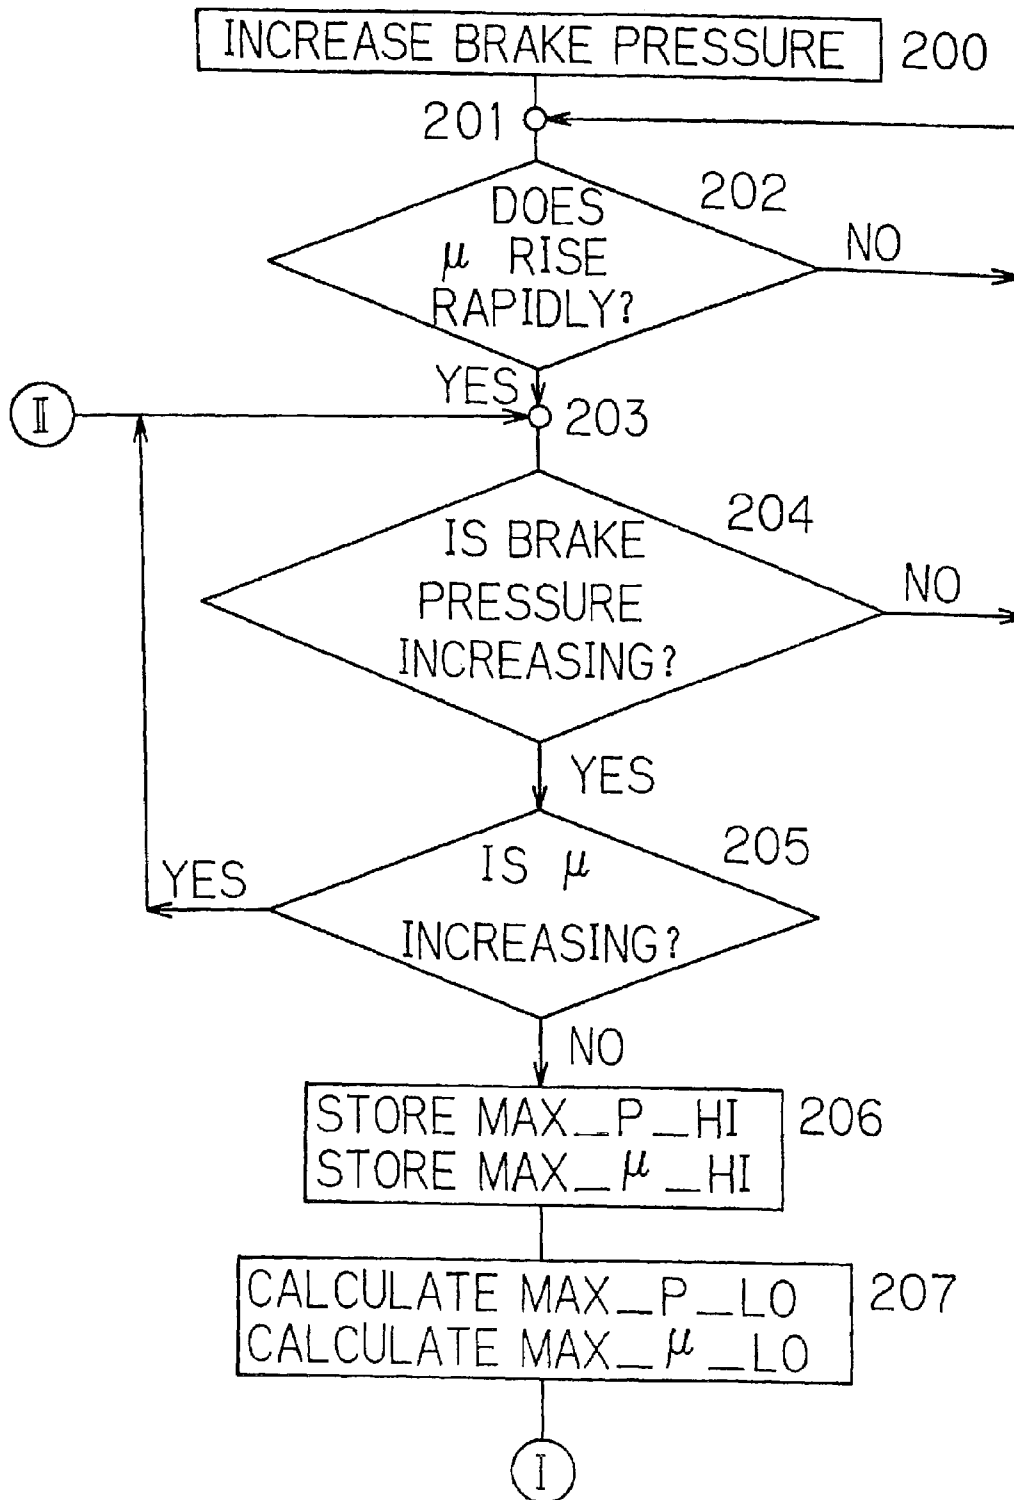 INCREASE BRAKE PRESSURE 200
201
DOES
μ RISE
RAPIDLY?
202
NO
YES
II
203
IS BRAKE
PRESSURE
INCREASING?
204
NO
YES
IS μ
INCREASING?
205
YES
NO
STORE MAX_P_HI
STORE MAX_μ_HI
206
CALCULATE MAX_P_LO
CALCULATE MAX_μ_LO
207
I